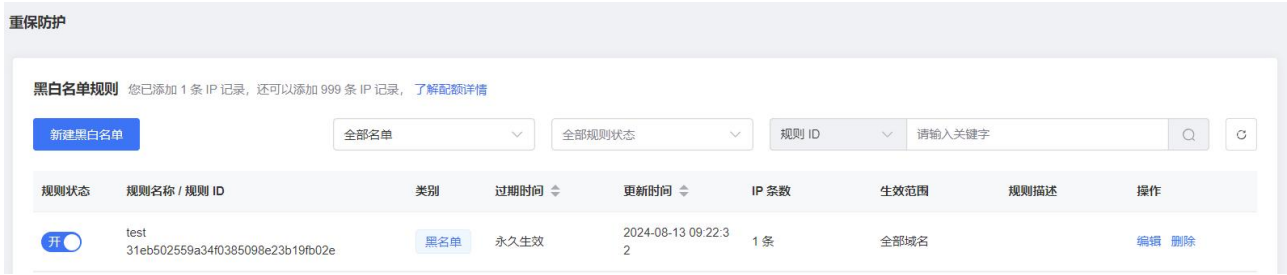 重保防护
黑白名单规则 您已添加 1 条 IP 记录，还可以添加 999 条 IP 记录， 了解配额详情
新建黑白名单 全部名单 全部规则状态 规则 ID 请输入关键字
规则状态 规则名称 / 规则 ID 类别 过期时间 更新时间 IP 条数 生效范围 规则描述 操作
开 test 31eb502559a34f0385098e23b19fb02e 黑名单 永久生效 2024-08-13 09:22:32 1 条 全部域名 编辑 删除